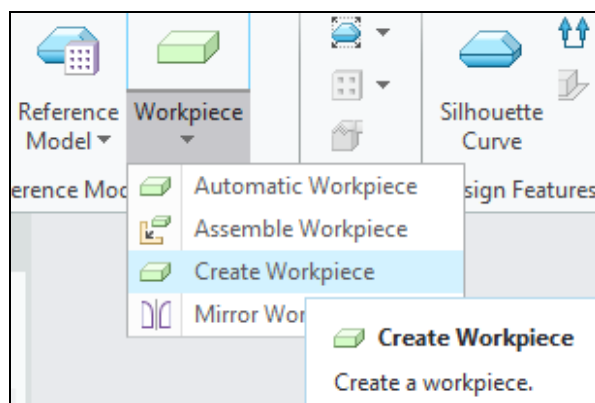 Reference
Model
Workpiece
Silhouette
Curve
erence Mod
sign Features
Automatic Workpiece
Assemble Workpiece
Create Workpiece
Mirror Wor
Create Workpiece
Create a workpiece.